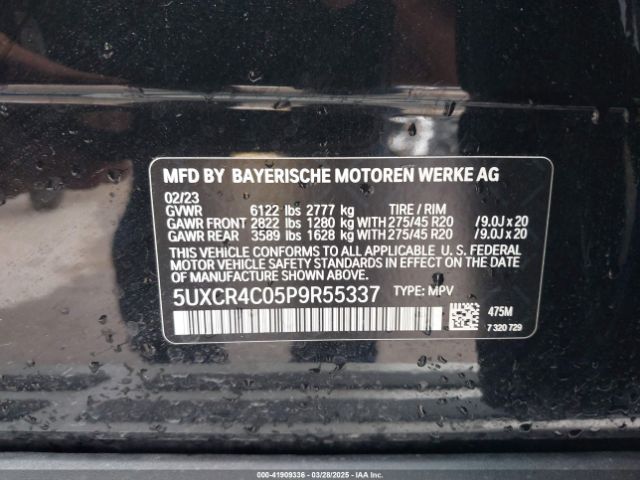 MFD BY BAYERISCHE MOTOREN WERKE AG
02/23
GVWR 6122 lbs 2777 kg TIRE / RIM
GAWR FRONT 2822 lbs 1280 kg WITH 275/45 R20 /9.0J x 20
GAWR REAR 3589 lbs 1628 kg WITH 275/45 R20 /9.0J x 20
THIS VEHICLE CONFORMS TO ALL APPLICABLE U. S. FEDERAL
MOTOR VEHICLE SAFETY STANDARDS IN EFFECT ON THE DATE
OF MANUFACTURE SHOWN ABOVE.
5UXCR4C05P9R55337 TYPE: MPV
475M
7 320 729
000-41909336 - 03/28/2025 - IAA Inc.